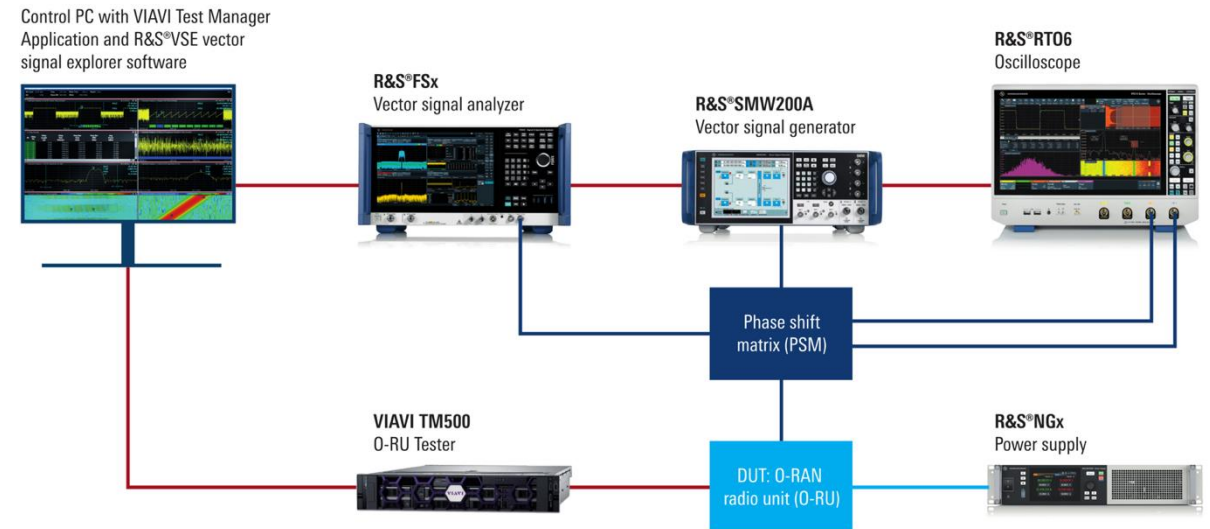 Control PC with VIAVI Test Manager
Application and R&S®VSE vector
signal explorer software
R&S®FSx
Vector signal analyzer
R&S®SMW200A
Vector signal generator
R&S®RTO6
Oscilloscope
Phase shift
matrix (PSM)
VIAVI TM500
O-RU Tester
VIAVI
DUT: O-RAN
radio unit (O-RU)
R&S®NGx
Power supply